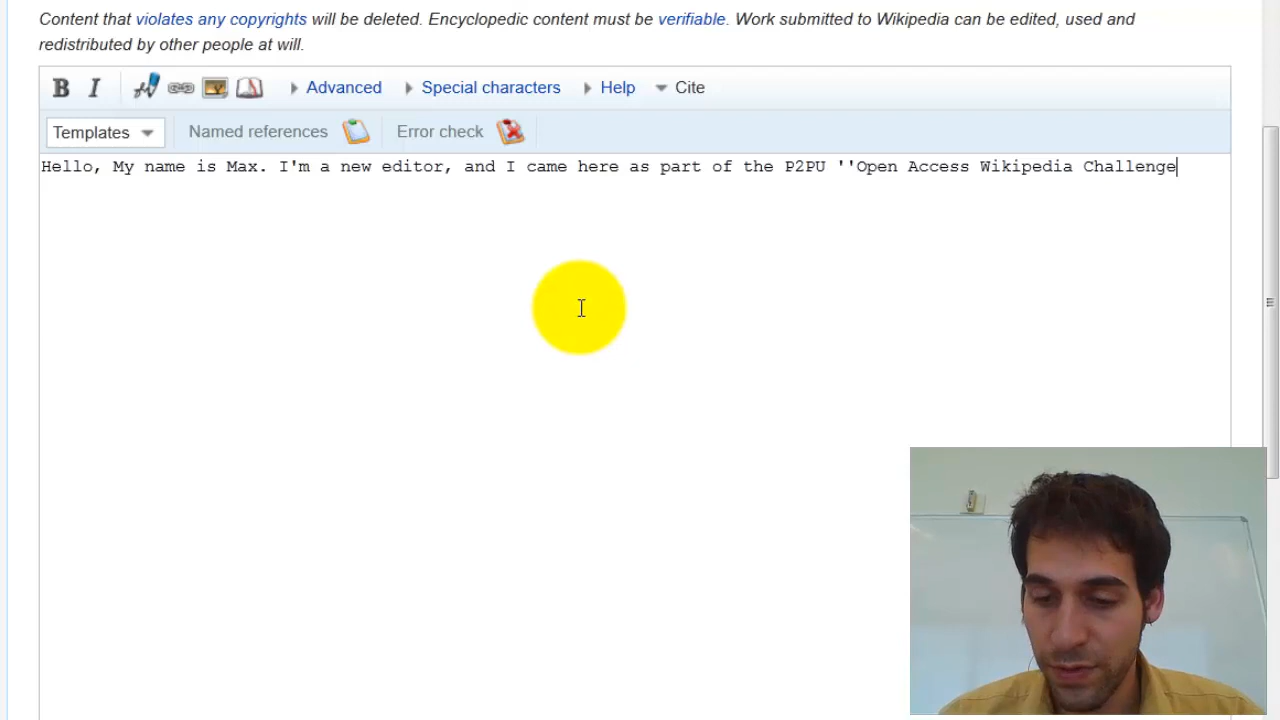 Content that violates any copyrights will be deleted. Encyclopedic content must be verifiable. Work submitted to Wikipedia can be edited, used and
redistributed by other people at will.
B I Advanced Special characters Help Cite
Templates Named references Error check
Hello, My name is Max. I'm a new editor, and I came here as part of the P2PU ''Open Access Wikipedia Challenge